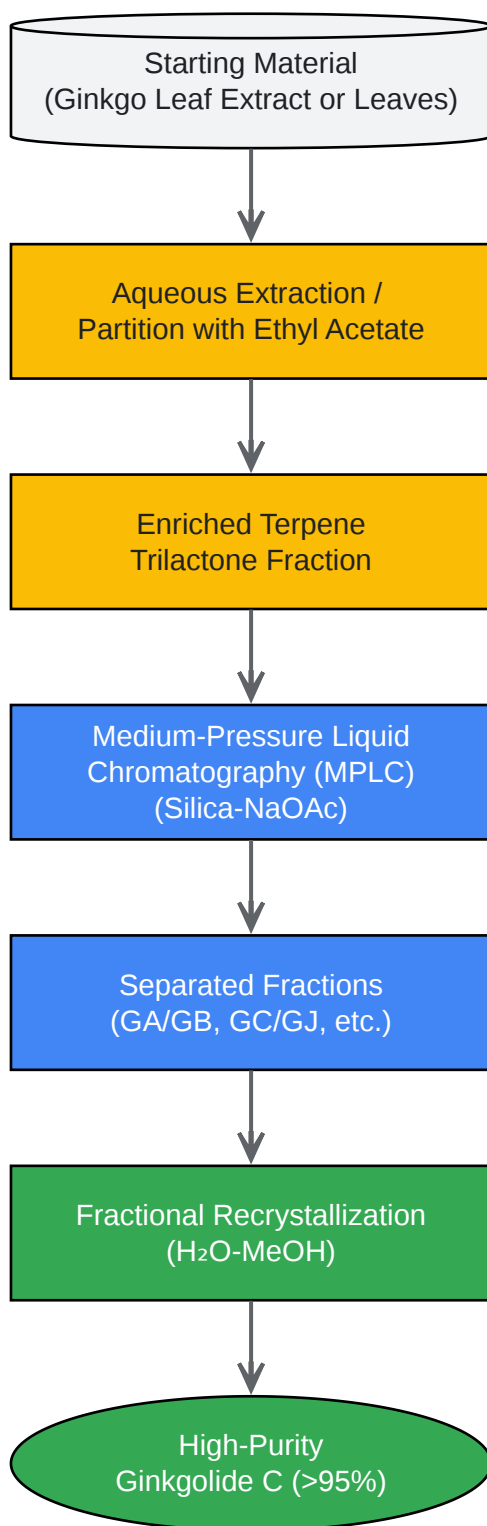 Starting Material
(Ginkgo Leaf Extract or Leaves)
Aqueous Extraction /
Partition with Ethyl Acetate
Enriched Terpene
Trilactone Fraction
Medium-Pressure Liquid
Chromatography (MPLC)
(Silica-NaOAc)
Separated Fractions
(GA/GB, GC/GJ, etc.)
Fractional Recrystallization
(H₂O-MeOH)
High-Purity
Ginkgolide C (>95%)